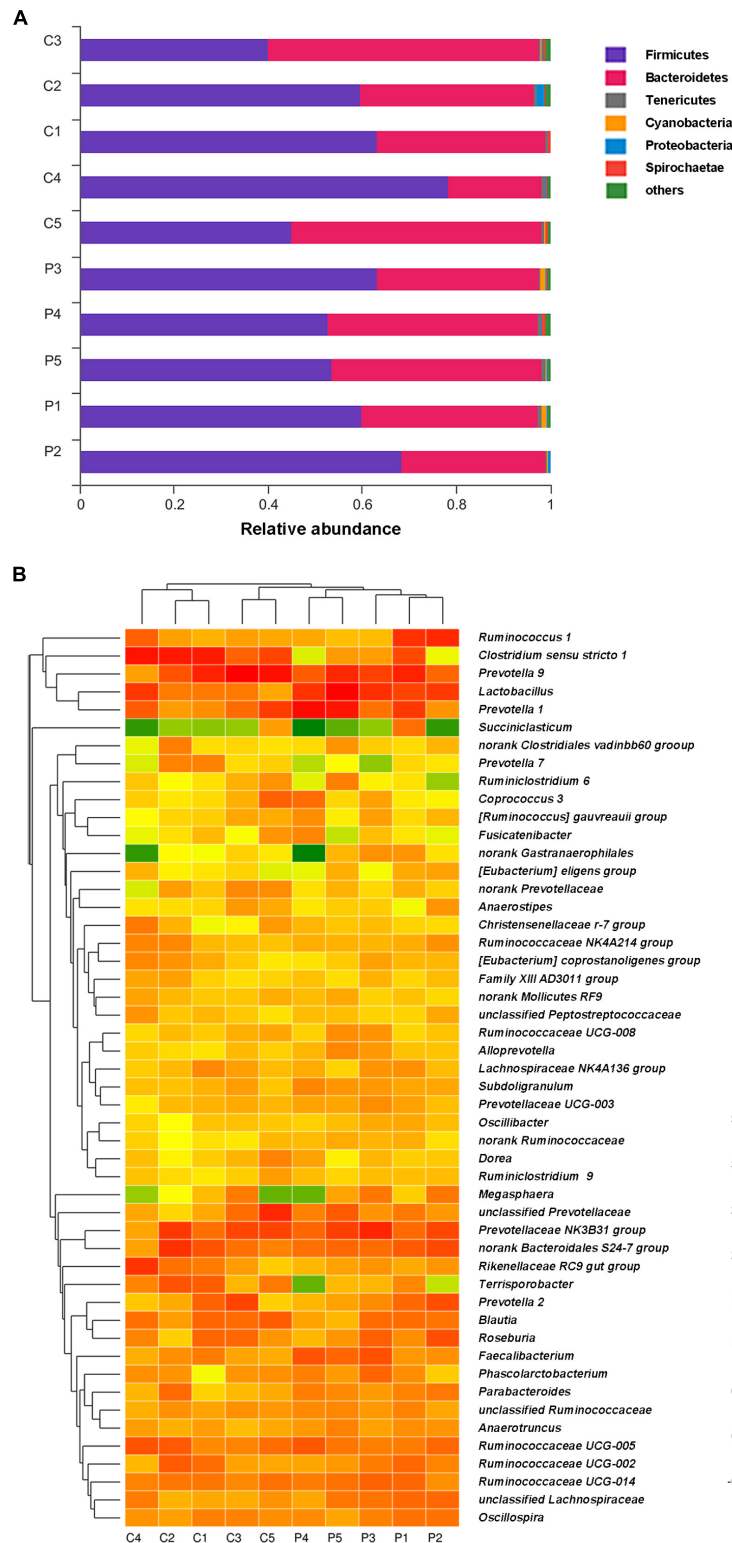 A
C3
C2
C1
C4
C5
P3
P4
P5
P1
P2
0 0.2 0.4 0.6 0.8 1
Relative abundance
Firmicutes
Bacteroidetes
Tenericutes
Cyanobacteria
Proteobacteria
Spirochaetae
others
B
Ruminococcus 1
Clostridium sensu stricto 1
Prevotella 9
Lactobacillus
Prevotella 1
Succiniclasticum
norank Clostridiales vadinbb60 grooup
Prevotella 7
Ruminiclostridium 6
Coprococcus 3
[Ruminococcus] gauvreauii group
Fusicatenibacter
norank Gastranaerophilales
[Eubacterium] eligens group
norank Prevotellaceae
Anaerostipes
Christensenellaceae r-7 group
Ruminococcaceae NK4A214 group
[Eubacterium] coprostanoligenes group
Family XIII AD3011 group
norank Mollicutes RF9
unclassified Peptostreptococcaceae
Ruminococcaceae UCG-008
Alloprevotella
Lachnospiraceae NK4A136 group
Subdoligranulum
Prevotellaceae UCG-003
Oscillibacter
norank Ruminococcaceae
Dorea
Ruminiclostridium 9
Megasphaera
unclassified Prevotellaceae
Prevotellaceae NK3B31 group
norank Bacteroidales S24-7 group
Rikenellaceae RC9 gut group
Terrisporobacter
Prevotella 2
Blautia
Roseburia
Faecalibacterium
Phascolarctobacterium
Parabacteroides
unclassified Ruminococcaceae
Anaerotruncus
Ruminococcaceae UCG-005
Ruminococcaceae UCG-002
Ruminococcaceae UCG-014
unclassified Lachnospiraceae
Oscillospira
C4 C2 C1 C3 C5 P4 P5 P3 P1 P2